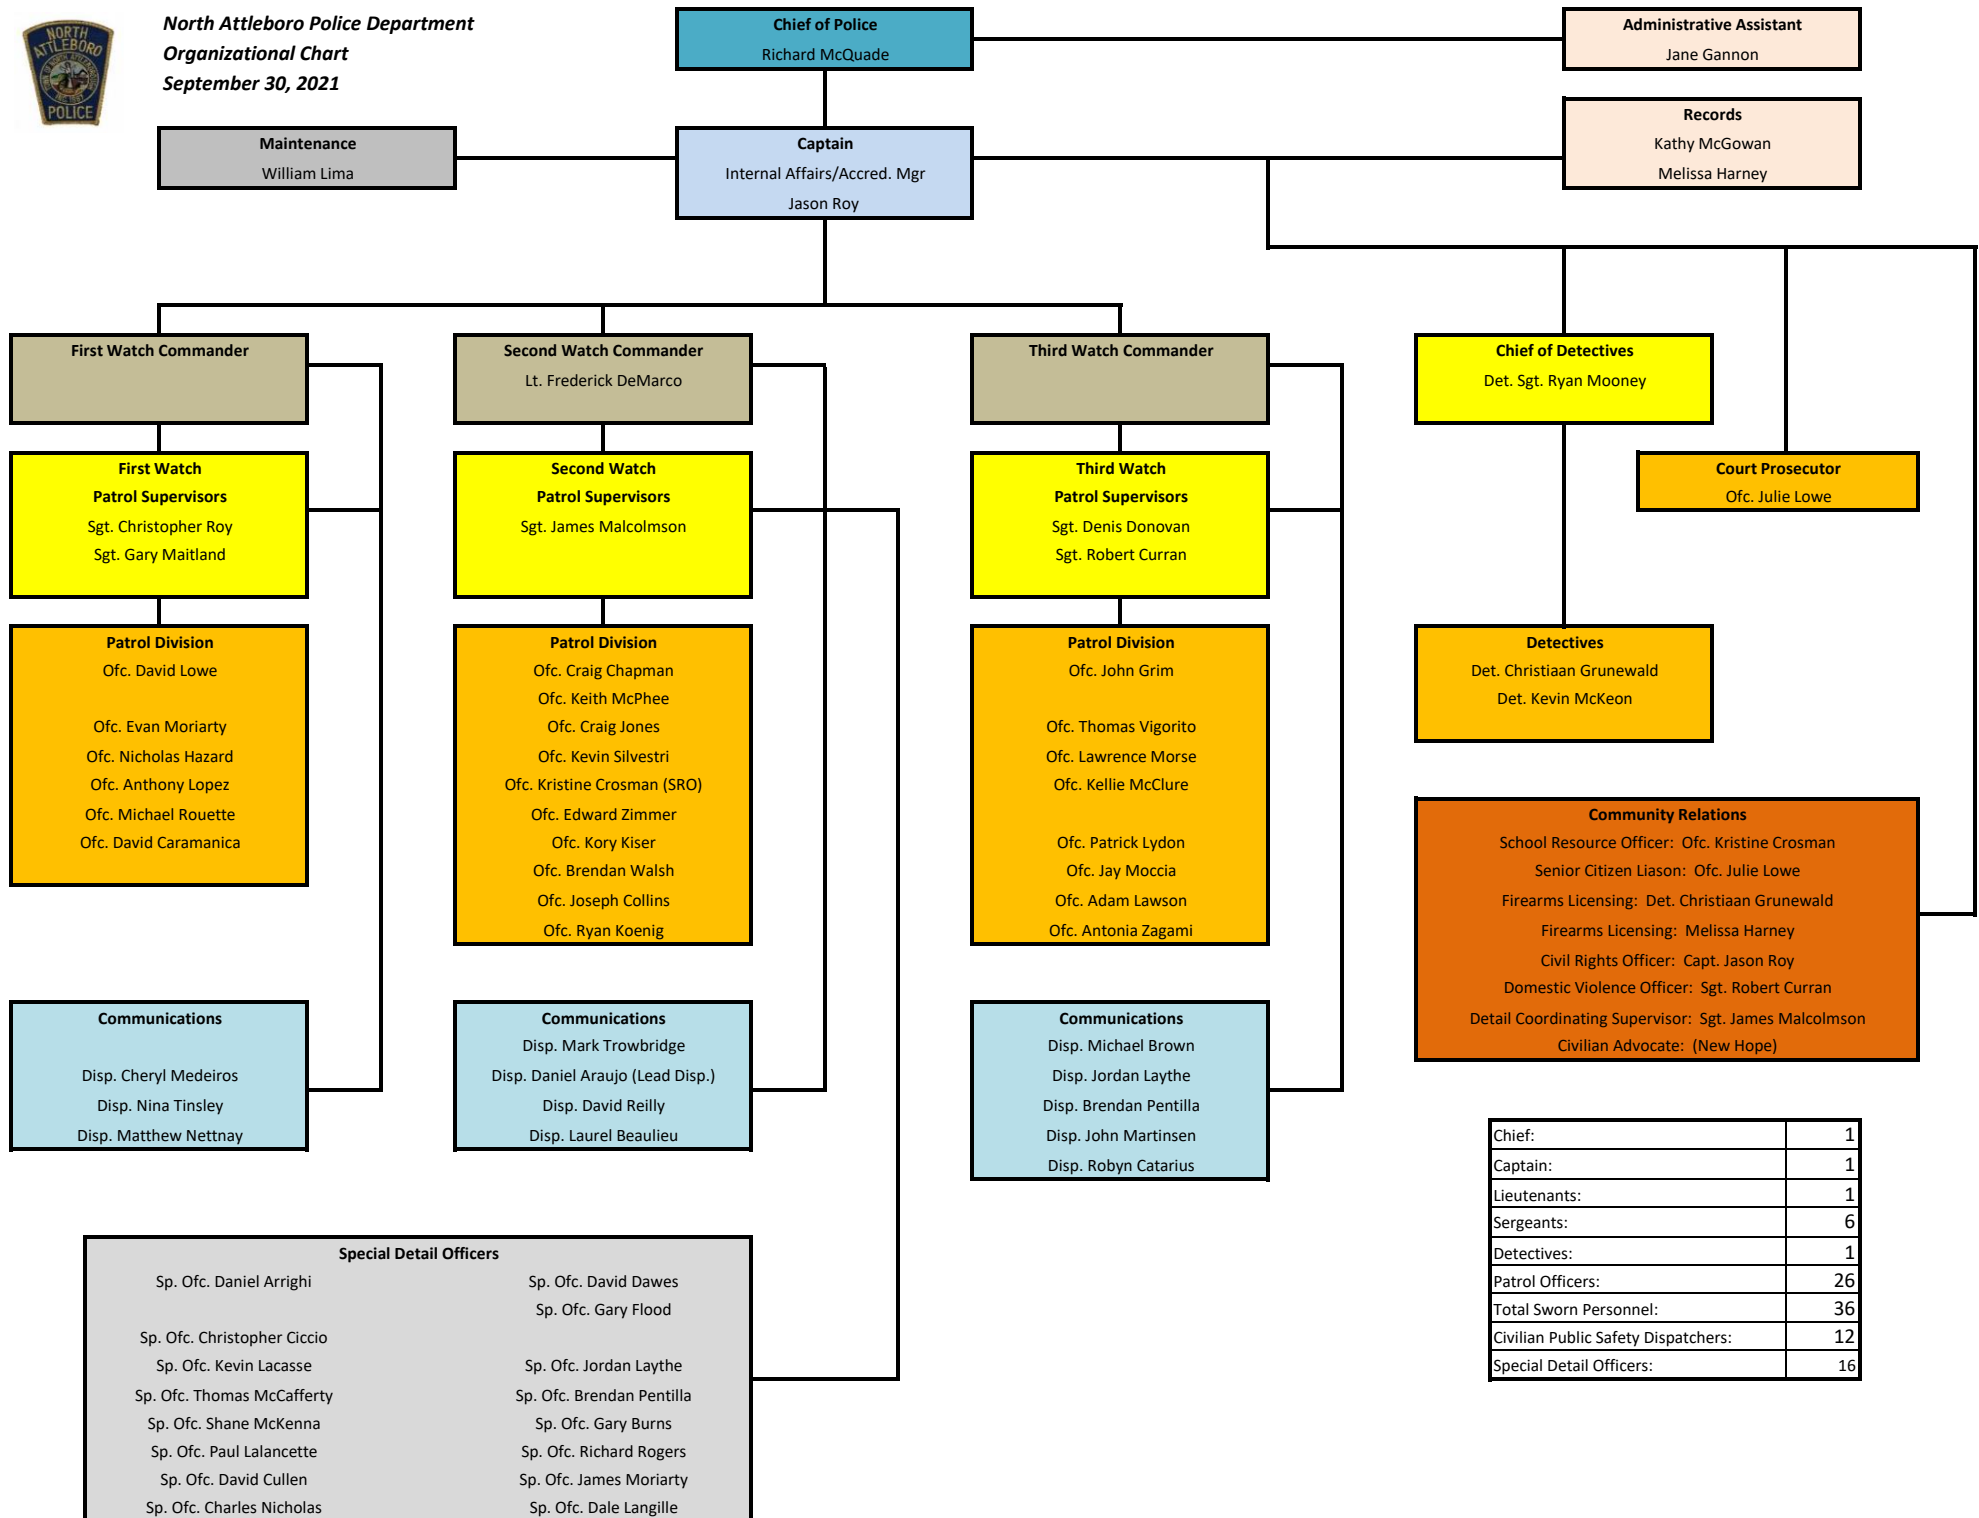 NORTH
ATTLEBORO
POLICE
North Attleboro Police Department
Organizational Chart
September 30, 2021
Chief of Police
Richard McQuade
Administrative Assistant
Jane Gannon
Records
Kathy McGowan
Melissa Harney
Maintenance
William Lima
Captain
Internal Affairs/Accred. Mgr
Jason Roy
First Watch Commander
Second Watch Commander
Lt. Frederick DeMarco
Third Watch Commander
Chief of Detectives
Det. Sgt. Ryan Mooney
First Watch
Patrol Supervisors
Sgt. Christopher Roy
Sgt. Gary Maitland
Second Watch
Patrol Supervisors
Sgt. James Malcolmson
Third Watch
Patrol Supervisors
Sgt. Denis Donovan
Sgt. Robert Curran
Court Prosecutor
Ofc. Julie Lowe
Patrol Division
Ofc. David Lowe
Ofc. Evan Moriarty
Ofc. Nicholas Hazard
Ofc. Anthony Lopez
Ofc. Michael Rouette
Ofc. David Caramanica
Patrol Division
Ofc. Craig Chapman
Ofc. Keith McPhee
Ofc. Craig Jones
Ofc. Kevin Silvestri
Ofc. Kristine Crosman (SRO)
Ofc. Edward Zimmer
Ofc. Kory Kiser
Ofc. Brendan Walsh
Ofc. Joseph Collins
Ofc. Ryan Koenig
Patrol Division
Ofc. John Grim
Ofc. Thomas Vigorito
Ofc. Lawrence Morse
Ofc. Kellie McClure
Ofc. Patrick Lydon
Ofc. Jay Moccia
Ofc. Adam Lawson
Ofc. Antonia Zagami
Detectives
Det. Christiaan Grunewald
Det. Kevin McKeon
Community Relations
School Resource Officer: Ofc. Kristine Crosman
Senior Citizen Liason: Ofc. Julie Lowe
Firearms Licensing: Det. Christiaan Grunewald
Firearms Licensing: Melissa Harney
Civil Rights Officer: Capt. Jason Roy
Domestic Violence Officer: Sgt. Robert Curran
Detail Coordinating Supervisor: Sgt. James Malcolmson
Civilian Advocate: (New Hope)
Communications
Disp. Cheryl Medeiros
Disp. Nina Tinsley
Disp. Matthew Nettnay
Communications
Disp. Mark Trowbridge
Disp. Daniel Araujo (Lead Disp.)
Disp. David Reilly
Disp. Laurel Beaulieu
Communications
Disp. Michael Brown
Disp. Jordan Laythe
Disp. Brendan Pentilla
Disp. John Martinsen
Disp. Robyn Catarius
Chief: 1
Captain: 1
Lieutenants: 1
Sergeants: 6
Detectives: 1
Patrol Officers: 26
Total Sworn Personnel: 36
Civilian Public Safety Dispatchers: 12
Special Detail Officers: 16
Special Detail Officers
Sp. Ofc. Daniel Arrighi Sp. Ofc. David Dawes
Sp. Ofc. Gary Flood
Sp. Ofc. Christopher Ciccio
Sp. Ofc. Kevin Lacasse Sp. Ofc. Jordan Laythe
Sp. Ofc. Thomas McCafferty Sp. Ofc. Brendan Pentilla
Sp. Ofc. Shane McKenna Sp. Ofc. Gary Burns
Sp. Ofc. Paul Lalancette Sp. Ofc. Richard Rogers
Sp. Ofc. David Cullen Sp. Ofc. James Moriarty
Sp. Ofc. Charles Nicholas Sp. Ofc. Dale Langille